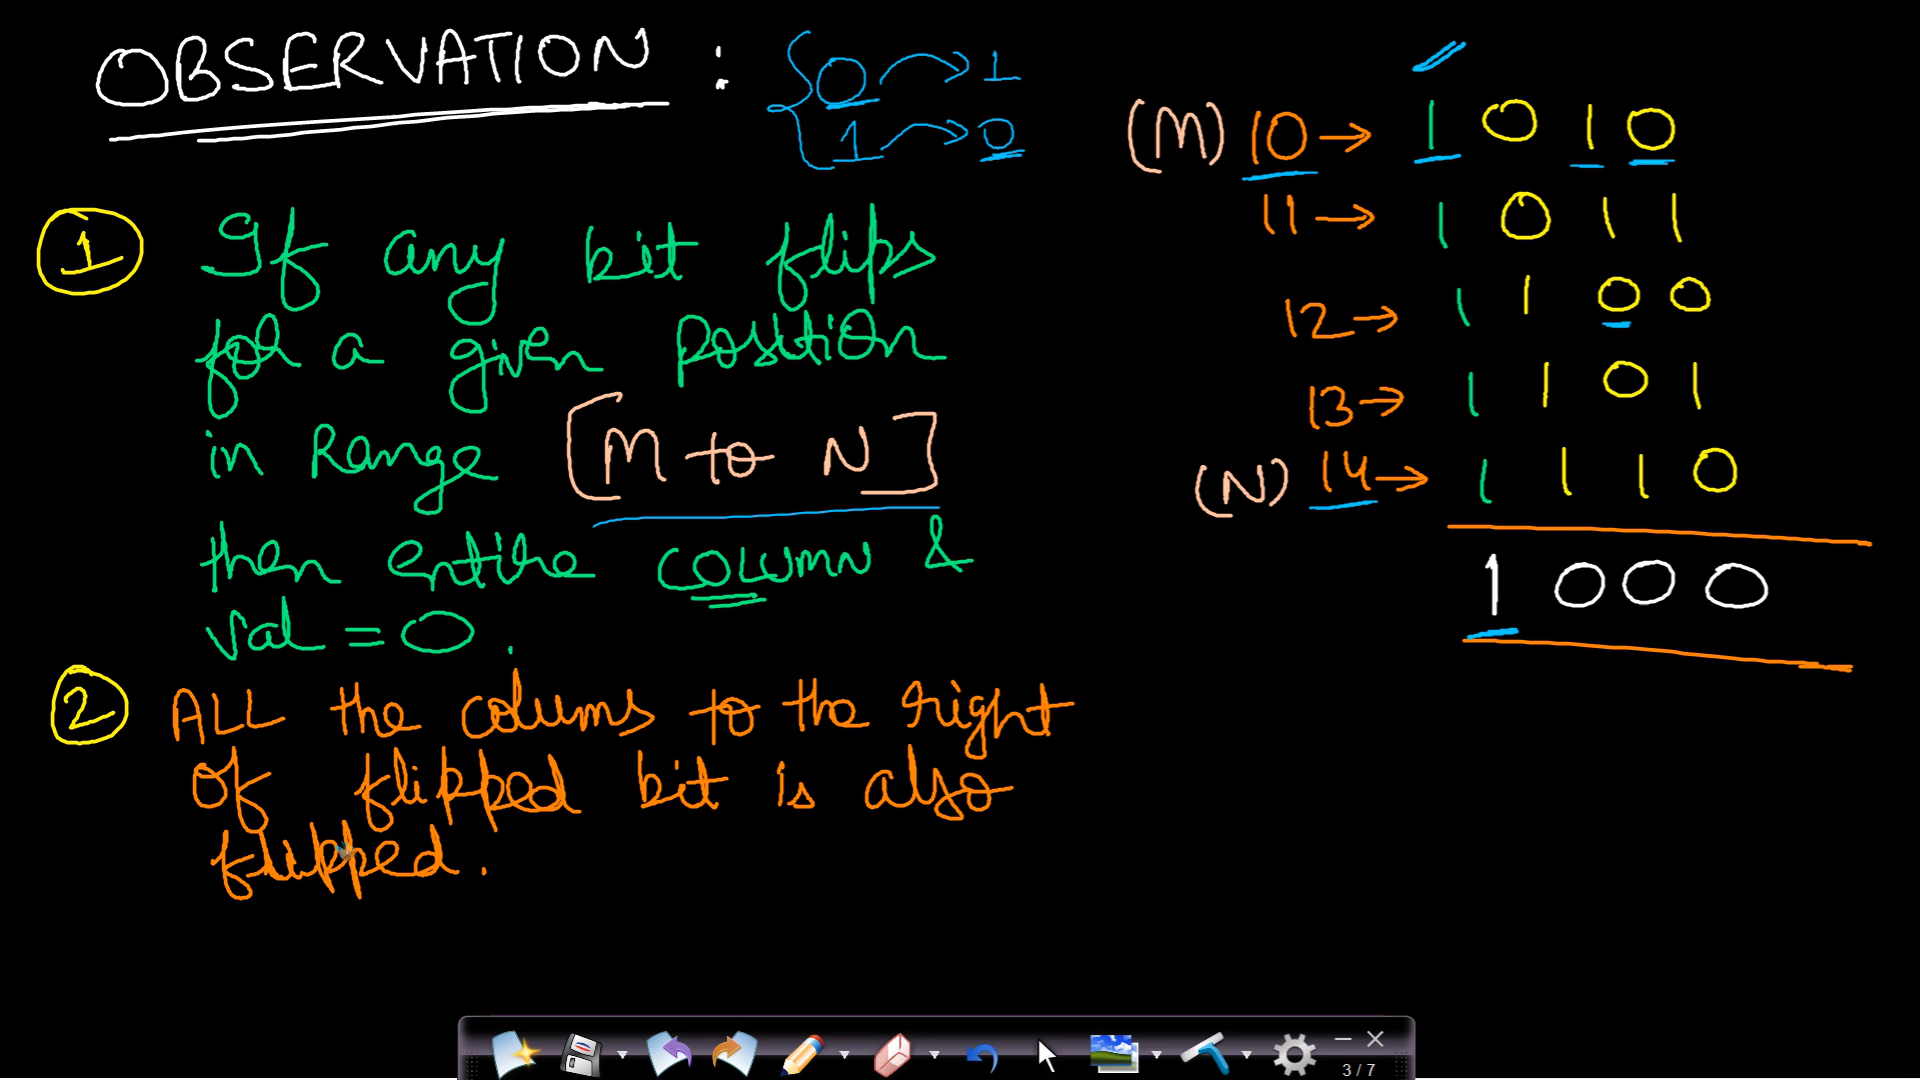 OBSERVATION :
0 → 1
1 → 0
1 If any bit flips
for a given position
in Range [M to N]
then entire COLUMN &
val = 0 .
2 ALL the colums to the right
of flipped bit is also
flipped.
(M) 10 → 1 0 1 0
11 → 1 0 1 1
12 → 1 1 0 0
13 → 1 1 0 1
(N) 14 → 1 1 1 0
1 0 0 0
3 / 7